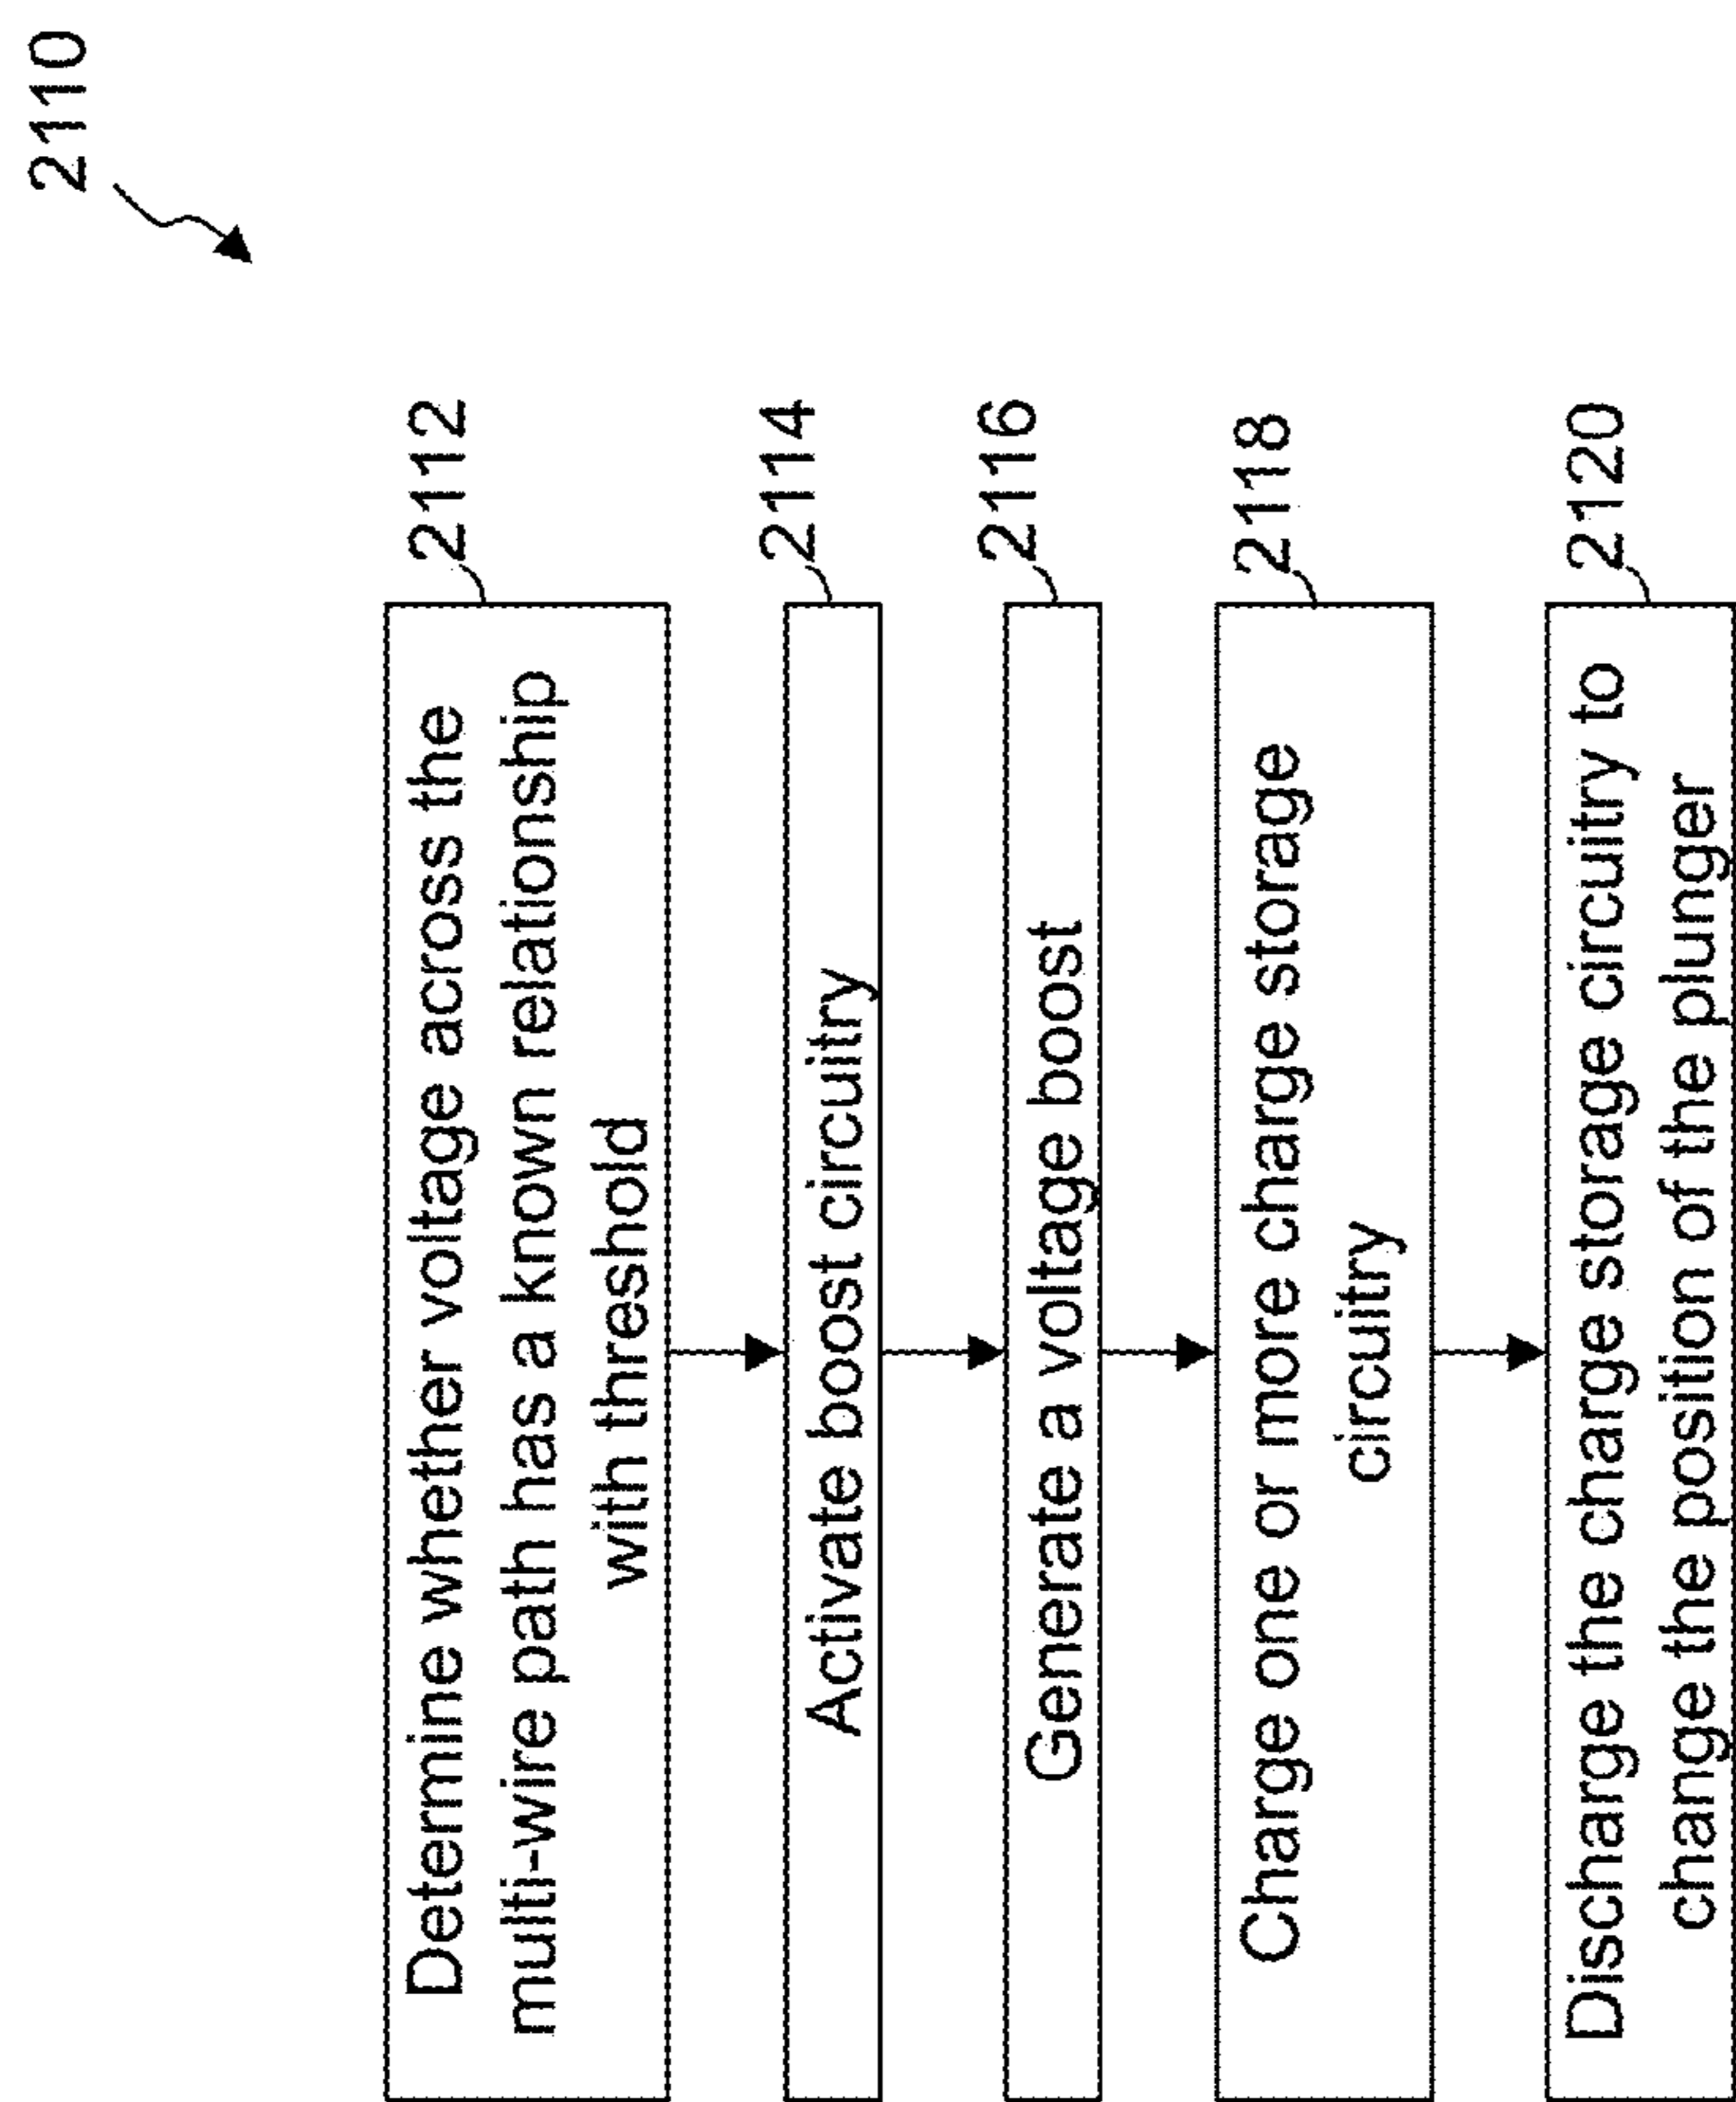 2110
Determine whether voltage across the
multi-wire path has a known relationship
with threshold
2112
Activate boost circuitry
2114
Generate a voltage boost
2116
Charge one or more charge storage
circuitry
2118
Discharge the charge storage circuitry to
change the position of the plunger
2120